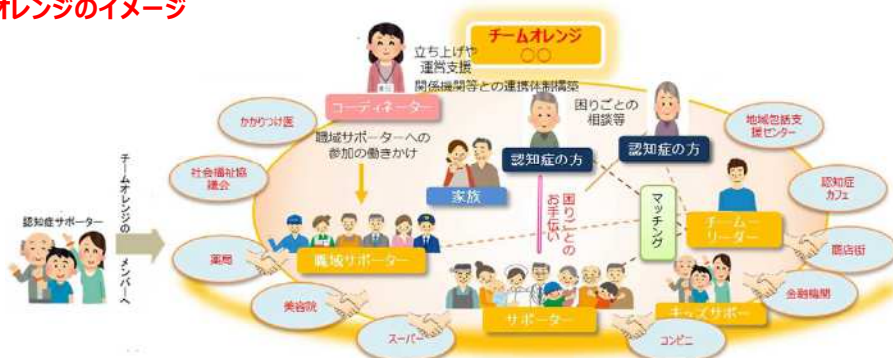 オレンジのイメージ
チームオレンジ
○○
立ち上げや
運営支援
関係機関等との連携体制構築
コーディネーター
困りごとの
相談等
かかりつけ医
地域包括支
援センター
職域サポーターへの
参加の働きかけ
認知症の方
認知症の方
社会福祉協
議会
家族
認知症
カフェ
チームオレンジの
メンバーへ
認知症サポーター
困りごとの
お手伝い
マッチング
チームー
リーダー
薬局
職域サポーター
商店街
美容院
サポーター
キッズサポー
金融機関
スーパー
コンビニ